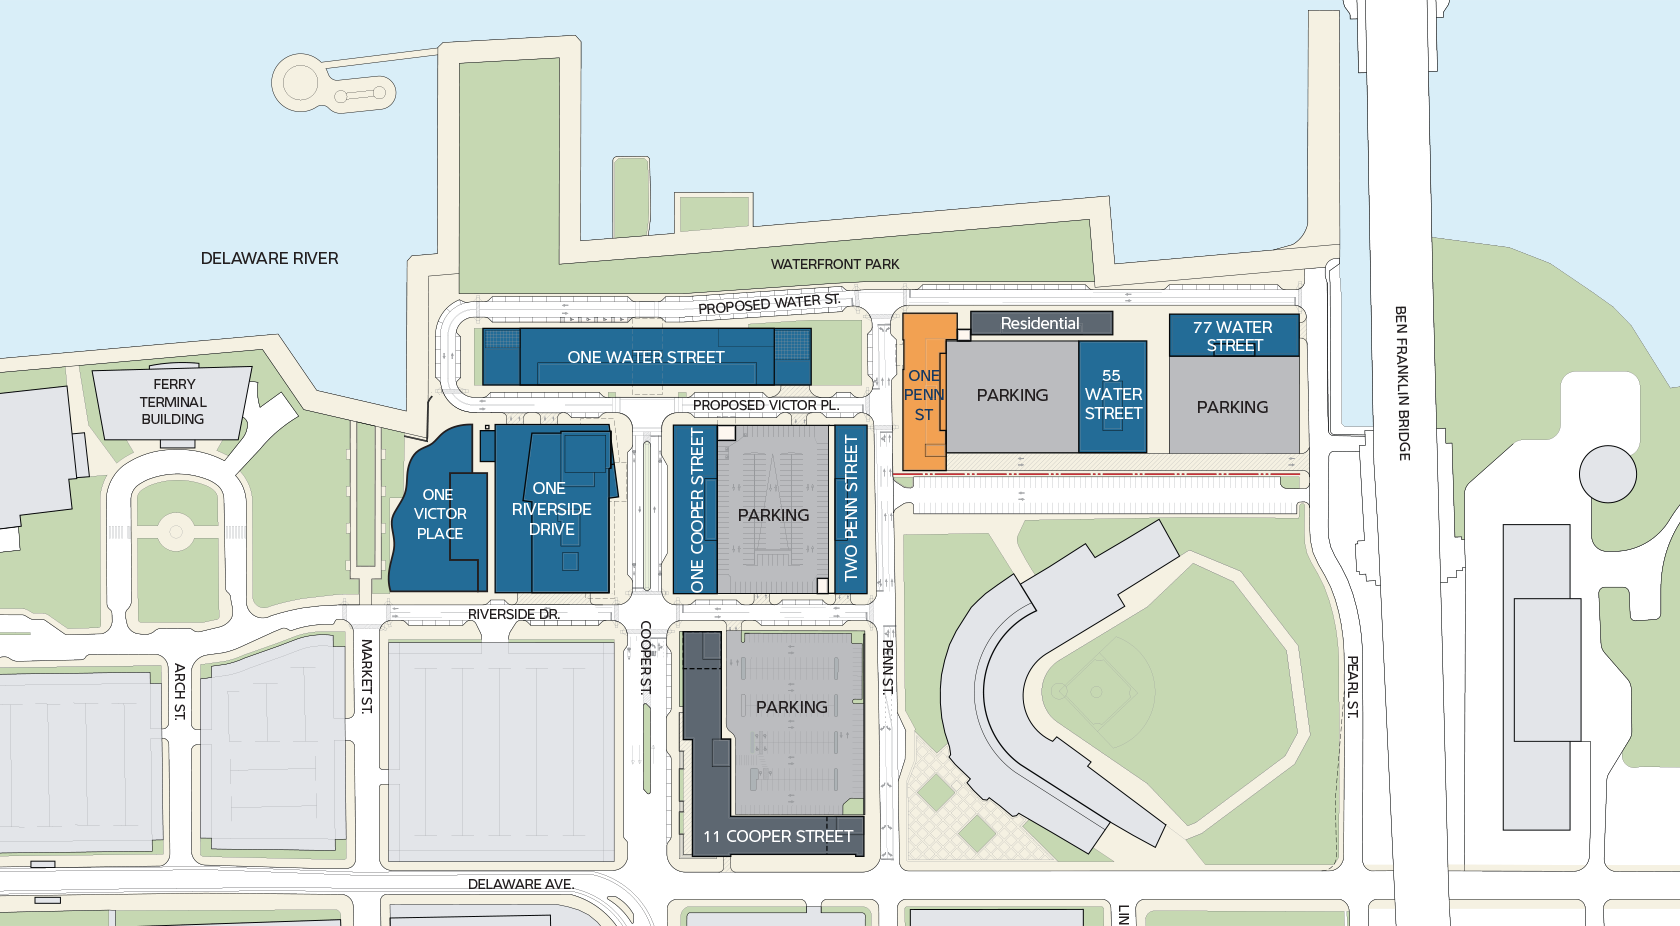 DELAWARE RIVER
WATERFRONT PARK
PROPOSED WATER ST.
BEN FRANKLIN BRIDGE
Residential
77 WATER
STREET
ONE WATER STREET
FERRY
TERMINAL
BUILDING
ONE
PENN
ST
PARKING
55
WATER
STREET
PARKING
PROPOSED VICTOR PL.
ONE
VICTOR
PLACE
ONE
RIVERSIDE
DRIVE
ONE COOPER STREET
PARKING
TWO PENN STREET
RIVERSIDE DR.
ARCH ST.
MARKET ST.
COOPER ST.
PENN ST.
PEARL ST.
PARKING
11 COOPER STREET
DELAWARE AVE.
LIN